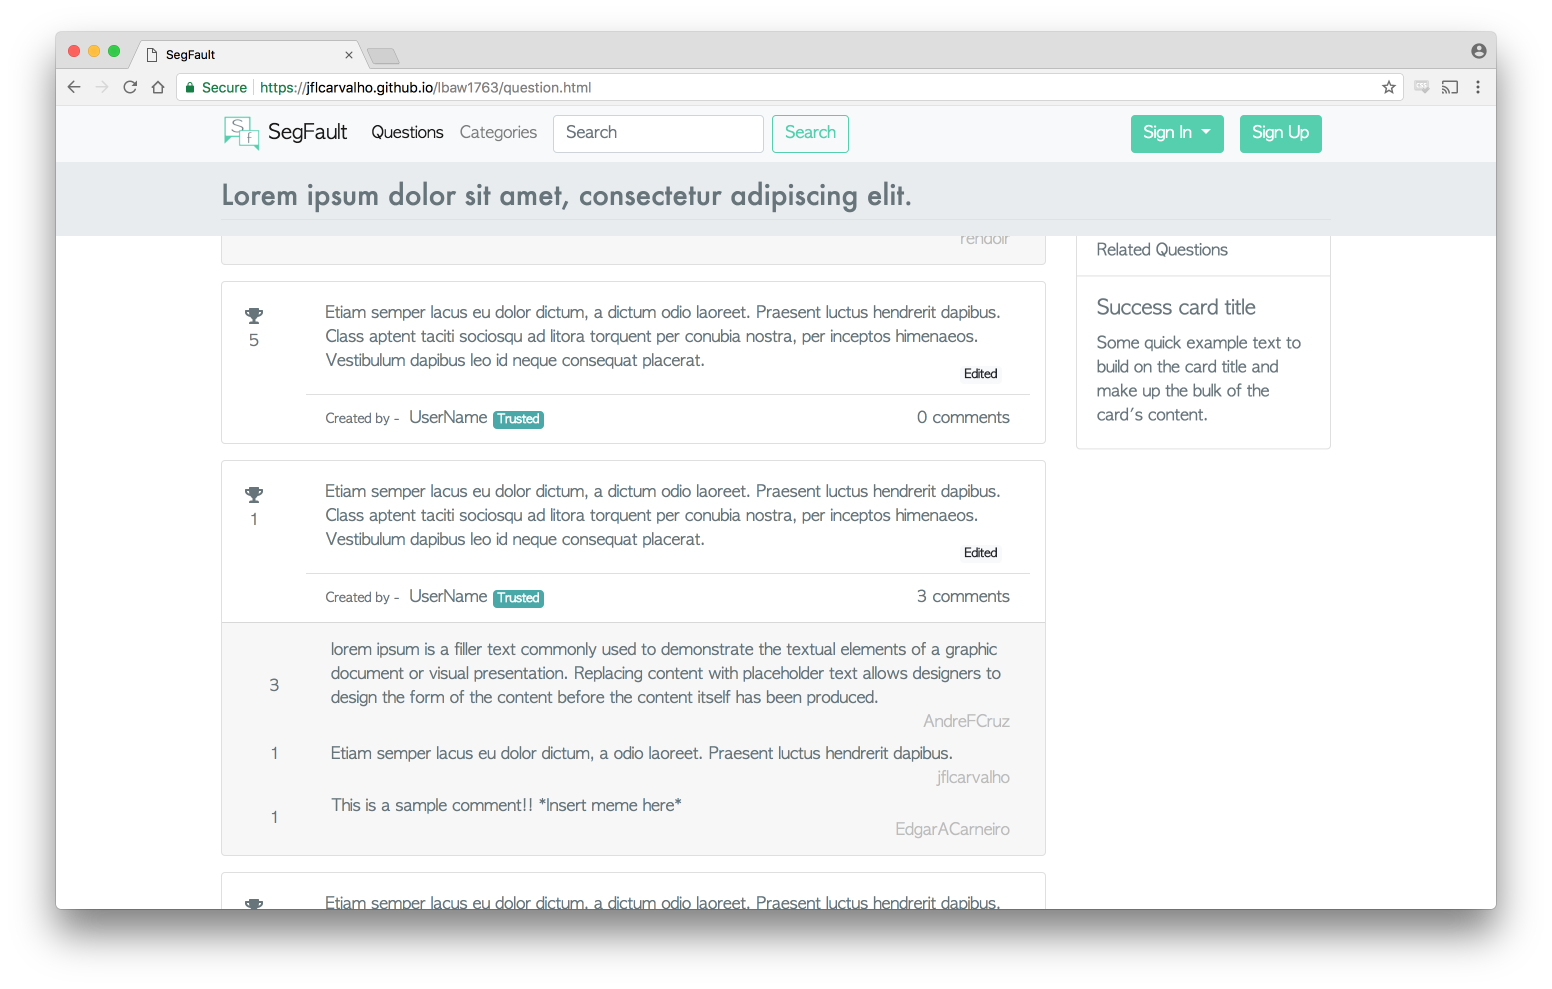 SegFault
Secure https://jflcarvalho.github.io/lbaw1763/question.html
Sf SegFault Questions Categories Search Search Sign In Sign Up
Lorem ipsum dolor sit amet, consectetur adipiscing elit.
rendoir
Etiam semper lacus eu dolor dictum, a dictum odio laoreet. Praesent luctus hendrerit dapibus.
Class aptent taciti sociosqu ad litora torquent per conubia nostra, per inceptos himenaeos.
Vestibulum dapibus leo id neque consequat placerat.
5
Edited
Created by - UserName Trusted 0 comments
Etiam semper lacus eu dolor dictum, a dictum odio laoreet. Praesent luctus hendrerit dapibus.
Class aptent taciti sociosqu ad litora torquent per conubia nostra, per inceptos himenaeos.
Vestibulum dapibus leo id neque consequat placerat.
1
Edited
Created by - UserName Trusted 3 comments
lorem ipsum is a filler text commonly used to demonstrate the textual elements of a graphic
document or visual presentation. Replacing content with placeholder text allows designers to
design the form of the content before the content itself has been produced.
3
AndreFCruz
1 Etiam semper lacus eu dolor dictum, a odio laoreet. Praesent luctus hendrerit dapibus.
jflcarvalho
This is a sample comment!! *Insert meme here*
1
EdgarACarneiro
Etiam semper lacus eu dolor dictum, a dictum odio laoreet. Praesent luctus hendrerit dapibus.
Related Questions
Success card title
Some quick example text to
build on the card title and
make up the bulk of the
card's content.